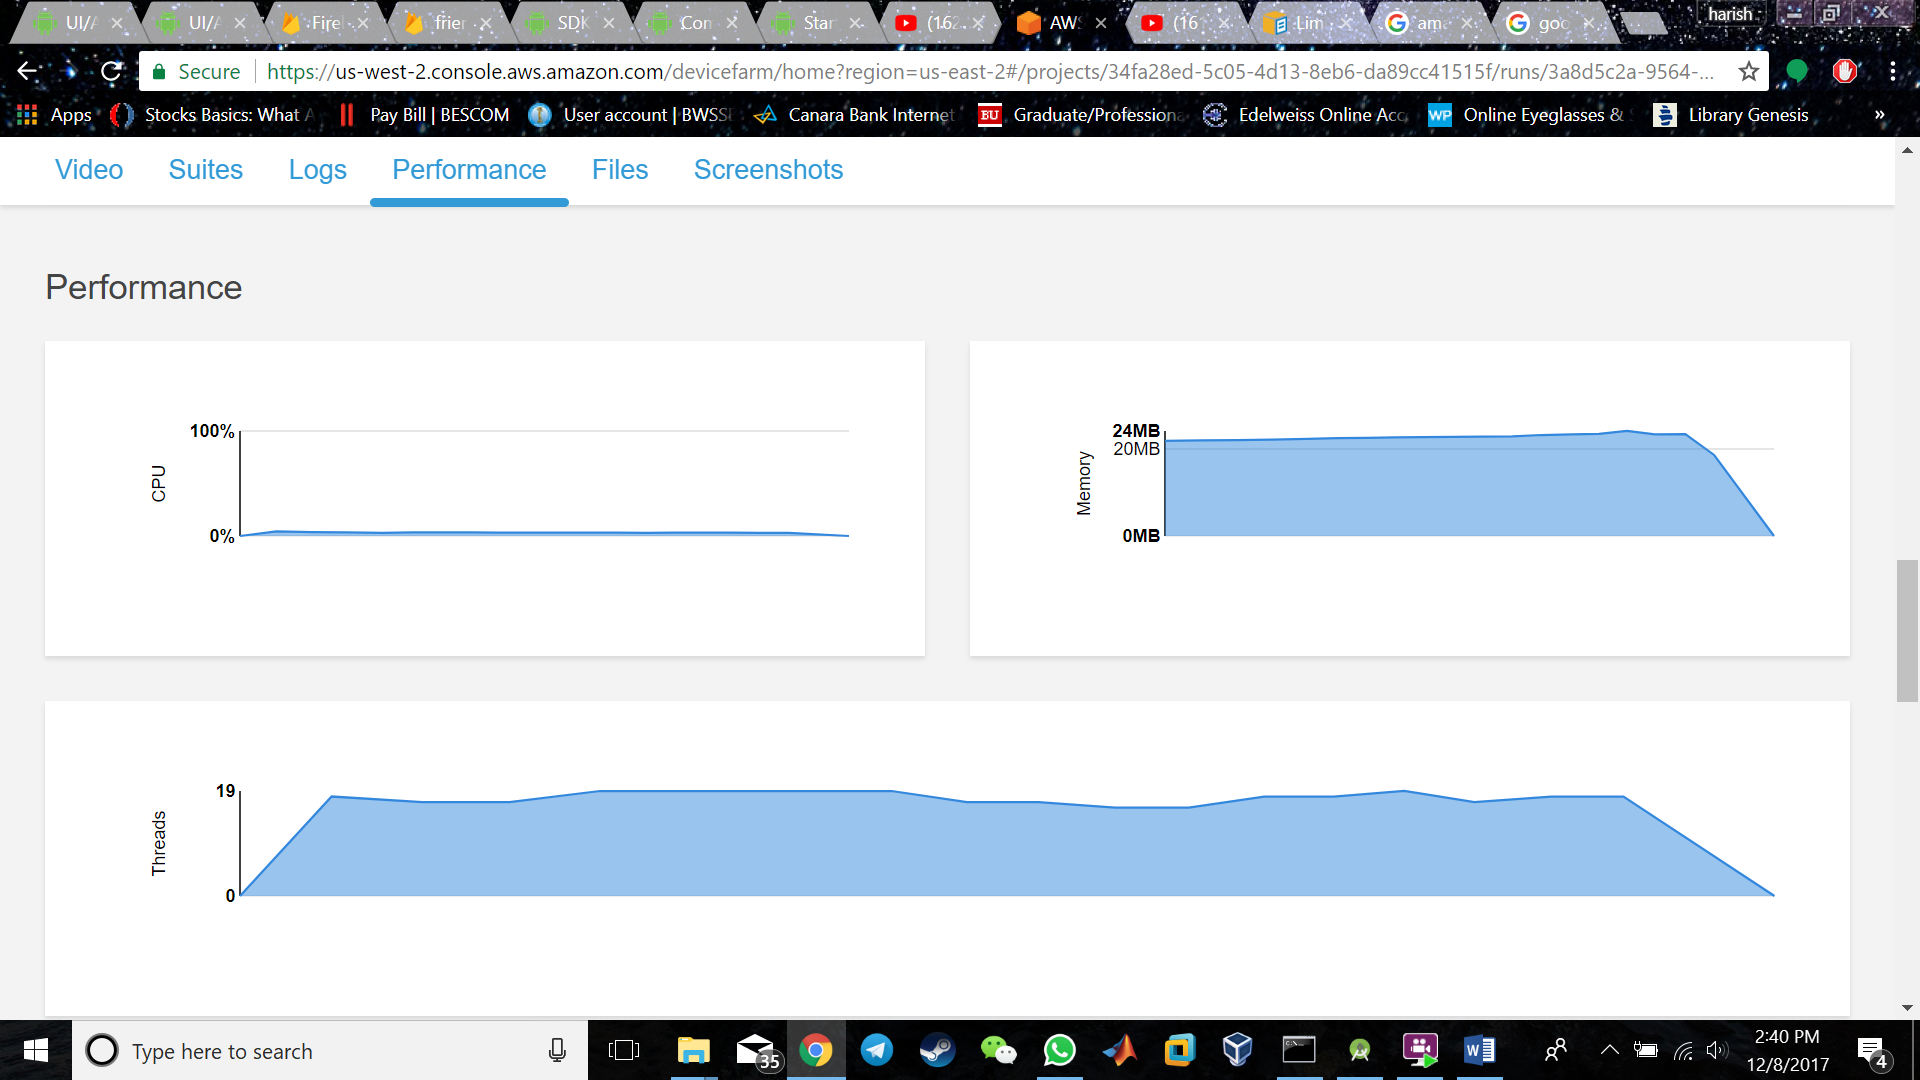 UI/A UI/A Fire frier SDK Con Star (162 AWS (16 Lim ama goo harish
Secure https://us-west-2.console.aws.amazon.com/devicefarm/home?region=us-east-2#/projects/34fa28ed-5c05-4d13-8eb6-da89cc41515f/runs/3a8d5c2a-9564-...
Apps Stocks Basics: What A Pay Bill | BESCOM User account | BWSSI Canara Bank Internet BU Graduate/Professiona Edelweiss Online Acc WP Online Eyeglasses & S Library Genesis »
Video Suites Logs Performance Files Screenshots
Performance
100%
CPU
0%
24MB
20MB
Memory
0MB
19
Threads
0
Type here to search
35
2:40 PM
12/8/2017
4